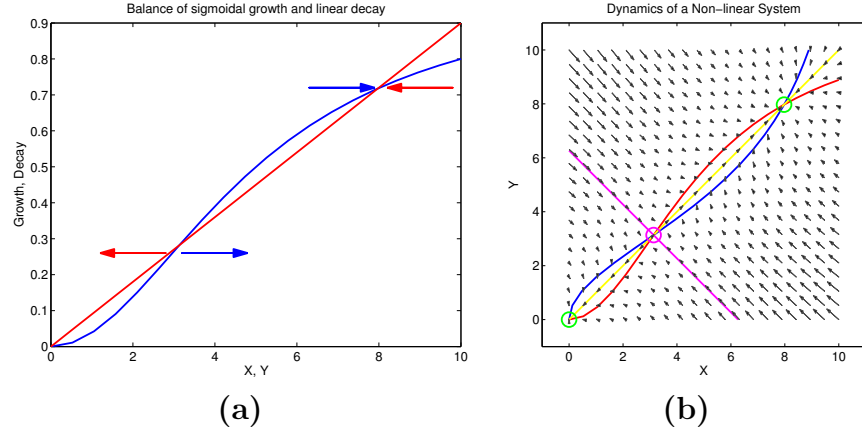 Balance of sigmoidal growth and linear decay
0.9
0.8
0.7
0.6
0.5
0.4
0.3
0.2
0.1
0
Growth, Decay
0 2 4 6 8 10
X, Y
(a)
Dynamics of a Non-linear System
10
8
6
4
2
0
Y
0 2 4 6 8 10
X
(b)